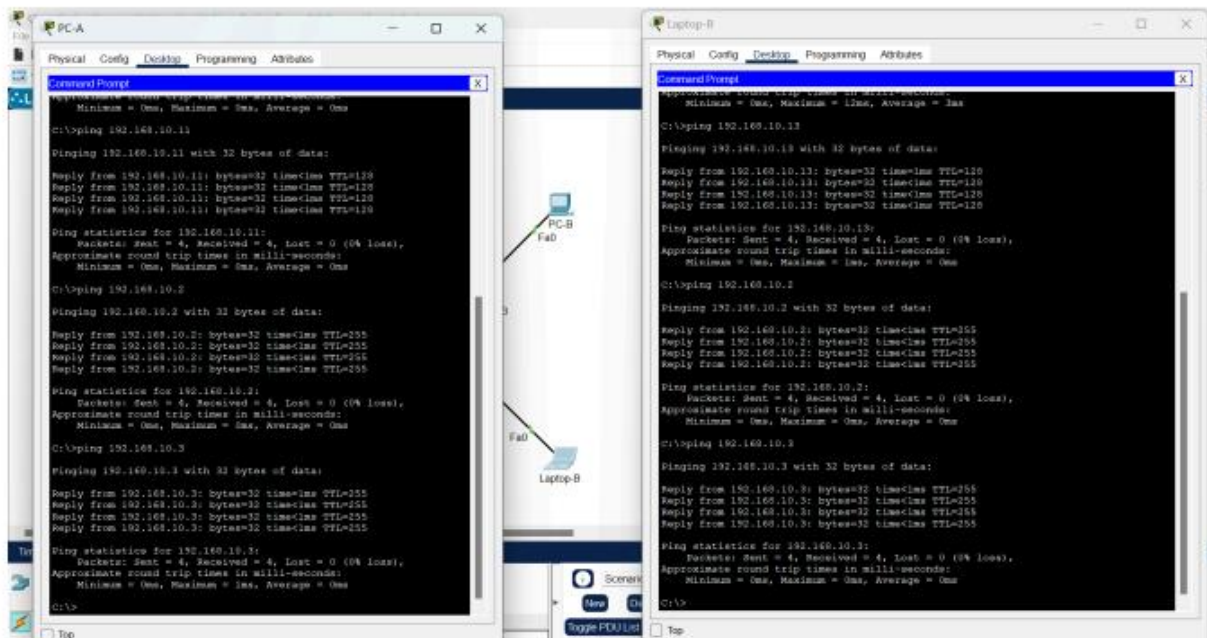 PC-A
Physical Config Desktop Programming Attributes
Command Prompt X
Approximate round trip times in milli-seconds:
Minimum = 0ms, Maximum = 0ms, Average = 0ms
C:\>ping 192.168.10.11
Pinging 192.168.10.11 with 32 bytes of data:
Reply from 192.168.10.11: bytes=32 time<1ms TTL=128
Reply from 192.168.10.11: bytes=32 time<1ms TTL=128
Reply from 192.168.10.11: bytes=32 time<1ms TTL=128
Reply from 192.168.10.11: bytes=32 time<1ms TTL=128
Ping statistics for 192.168.10.11:
Packets: Sent = 4, Received = 4, Lost = 0 (0% loss),
Approximate round trip times in milli-seconds:
Minimum = 0ms, Maximum = 0ms, Average = 0ms
C:\>ping 192.168.10.2
Pinging 192.168.10.2 with 32 bytes of data:
Reply from 192.168.10.2: bytes=32 time<1ms TTL=255
Reply from 192.168.10.2: bytes=32 time<1ms TTL=255
Reply from 192.168.10.2: bytes=32 time<1ms TTL=255
Reply from 192.168.10.2: bytes=32 time<1ms TTL=255
Ping statistics for 192.168.10.2:
Packets: Sent = 4, Received = 4, Lost = 0 (0% loss),
Approximate round trip times in milli-seconds:
Minimum = 0ms, Maximum = 0ms, Average = 0ms
C:\>ping 192.168.10.3
Pinging 192.168.10.3 with 32 bytes of data:
Reply from 192.168.10.3: bytes=32 time=1ms TTL=255
Reply from 192.168.10.3: bytes=32 time<1ms TTL=255
Reply from 192.168.10.3: bytes=32 time<1ms TTL=255
Reply from 192.168.10.3: bytes=32 time<1ms TTL=255
Ping statistics for 192.168.10.3:
Packets: Sent = 4, Received = 4, Lost = 0 (0% loss),
Approximate round trip times in milli-seconds:
Minimum = 0ms, Maximum = 1ms, Average = 0ms
C:\>
Top
PC-B
Fa0
Fa0
Laptop-B
Scenario
New
Toggle PDU List
Laptop-B
Physical Config Desktop Programming Attributes
Command Prompt X
Approximate round trip times in milli-seconds:
Minimum = 0ms, Maximum = 12ms, Average = 3ms
C:\>ping 192.168.10.13
Pinging 192.168.10.13 with 32 bytes of data:
Reply from 192.168.10.13: bytes=32 time=1ms TTL=128
Reply from 192.168.10.13: bytes=32 time<1ms TTL=128
Reply from 192.168.10.13: bytes=32 time=1ms TTL=128
Reply from 192.168.10.13: bytes=32 time<1ms TTL=128
Ping statistics for 192.168.10.13:
Packets: Sent = 4, Received = 4, Lost = 0 (0% loss),
Approximate round trip times in milli-seconds:
Minimum = 0ms, Maximum = 1ms, Average = 0ms
C:\>ping 192.168.10.2
Pinging 192.168.10.2 with 32 bytes of data:
Reply from 192.168.10.2: bytes=32 time<1ms TTL=255
Reply from 192.168.10.2: bytes=32 time<1ms TTL=255
Reply from 192.168.10.2: bytes=32 time<1ms TTL=255
Reply from 192.168.10.2: bytes=32 time<1ms TTL=255
Ping statistics for 192.168.10.2:
Packets: Sent = 4, Received = 4, Lost = 0 (0% loss),
Approximate round trip times in milli-seconds:
Minimum = 0ms, Maximum = 0ms, Average = 0ms
C:\>ping 192.168.10.3
Pinging 192.168.10.3 with 32 bytes of data:
Reply from 192.168.10.3: bytes=32 time<1ms TTL=255
Reply from 192.168.10.3: bytes=32 time<1ms TTL=255
Reply from 192.168.10.3: bytes=32 time<1ms TTL=255
Reply from 192.168.10.3: bytes=32 time<1ms TTL=255
Ping statistics for 192.168.10.3:
Packets: Sent = 4, Received = 4, Lost = 0 (0% loss),
Approximate round trip times in milli-seconds:
Minimum = 0ms, Maximum = 0ms, Average = 0ms
C:\>
Top